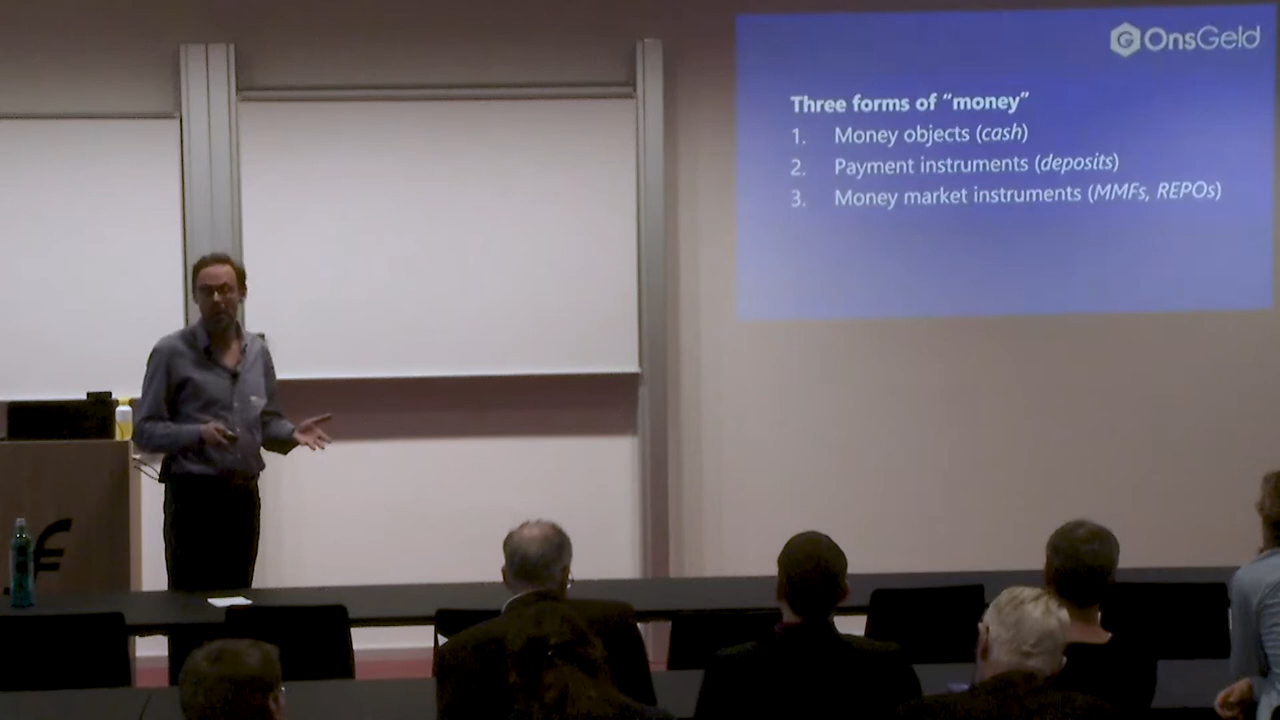 OnsGeld
Three forms of “money”
1. Money objects (cash)
2. Payment instruments (deposits)
3. Money market instruments (MMFs, REPOs)